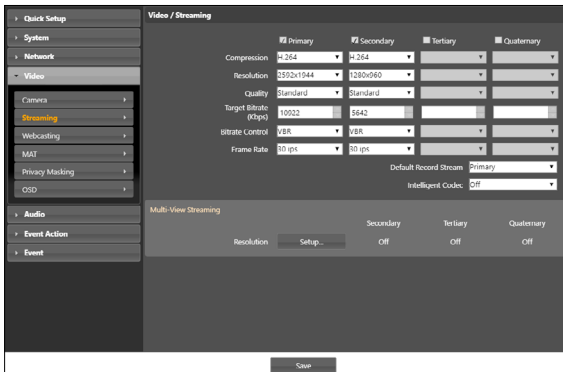 Quick Setup
System
Network
Video
Camera
Streaming
Webcasting
MAT
Privacy Masking
OSD
Audio
Event Action
Event
Video / Streaming
Primary Secondary Tertiary Quaternary
Compression H.264 H.264
Resolution 2592x1944 1280x960
Quality Standard Standard
Target Bitrate
(Kbps) 10922 5642
Bitrate Control VBR VBR
Frame Rate 30 ips 30 ips
Default Record Stream Primary
Intelligent Codec Off
Multi-View Streaming
Secondary Tertiary Quaternary
Resolution Setup... Off Off Off
Save